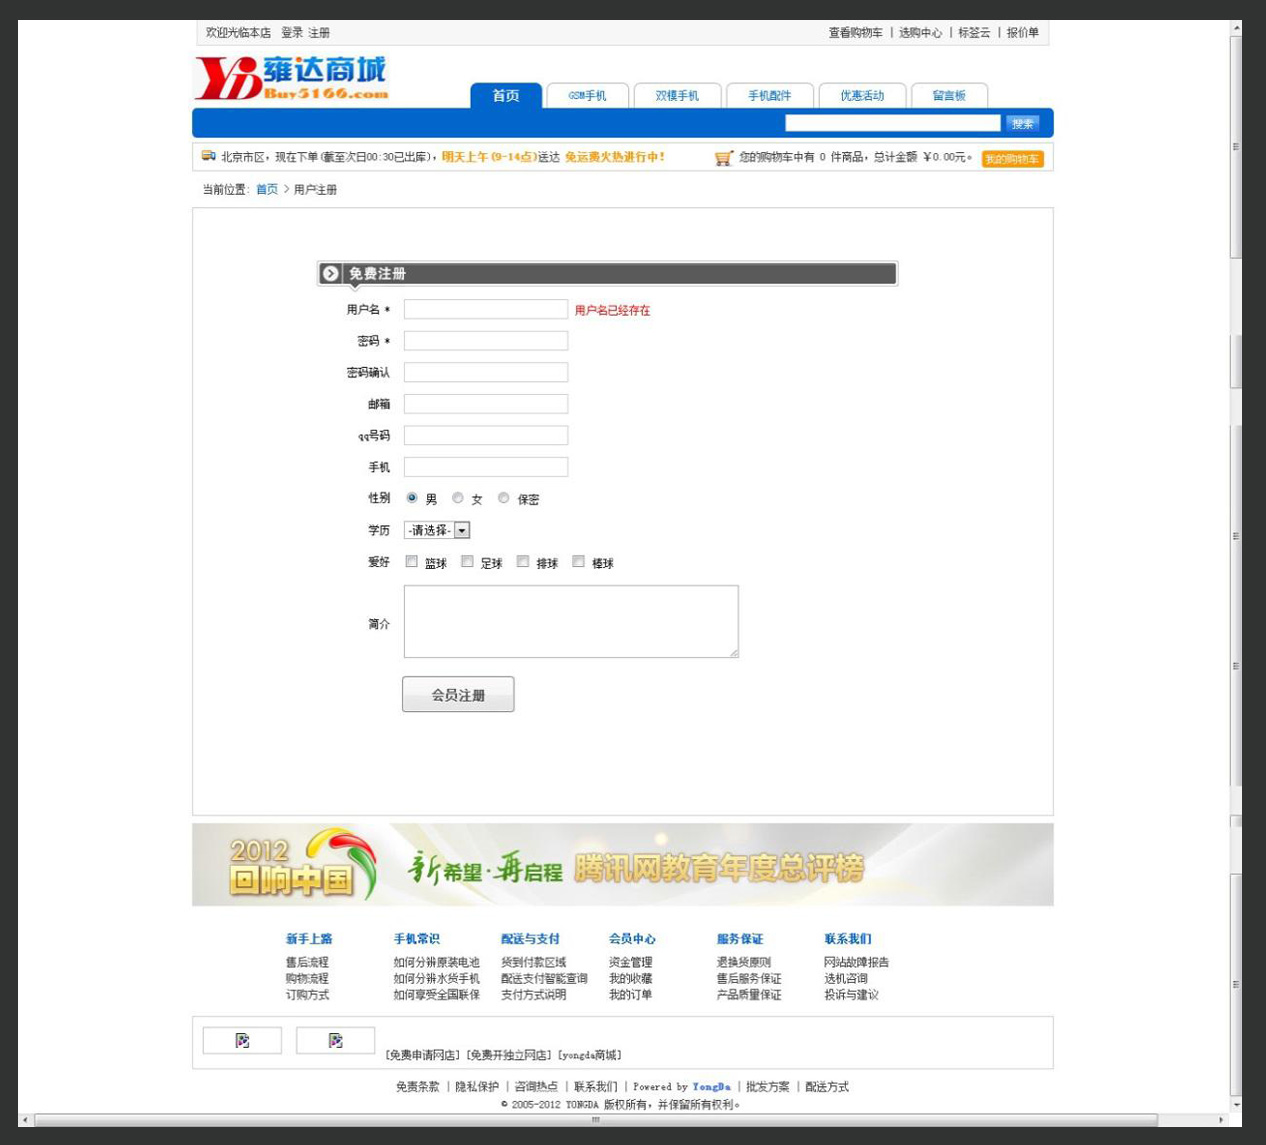 欢迎光临本店 登录 注册
查看购物车 | 选购中心 | 标签云 | 报价单
YD 雍达商城
Buy5166.com
首页 GSM手机 双模手机 手机配件 优惠活动 留言板
搜索
北京市区，现在下单(截至次日00:30已出库)，明天上午(9-14点)送达 免运费火热进行中！
您的购物车中有 0 件商品，总计金额 ￥0.00元。 我的购物车
当前位置: 首页 > 用户注册
免费注册
用户名 * 用户名已经存在
密码 *
密码确认
邮箱
qq号码
手机
性别 男 女 保密
学历 -请选择-
爱好 篮球 足球 排球 棒球
简介
会员注册
2012
回响中国
新希望·再启程 腾讯网教育年度总评榜
新手上路 手机常识 配送与支付 会员中心 服务保证 联系我们
售后流程 如何分辨原装电池 货到付款区域 资金管理 退换货原则 网站故障报告
购物流程 如何分辨水货手机 配送支付智能查询 我的收藏 售后服务保证 选机咨询
订购方式 如何享受全国联保 支付方式说明 我的订单 产品质量保证 投诉与建议
[免费申请网店] [免费开独立网店] [yongda商城]
免责条款 | 隐私保护 | 咨询热点 | 联系我们 | Powered by YongDa | 批发方案 | 配送方式
© 2005-2012 YONGDA 版权所有，并保留所有权利。